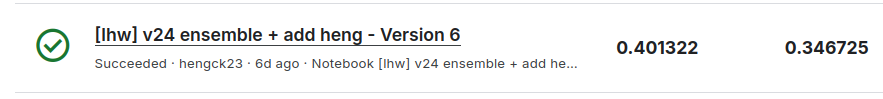 [lhw] v24 ensemble + add heng - Version 6
Succeeded · hengck23 · 6d ago · Notebook [lhw] v24 ensemble + add he...
0.401322
0.346725